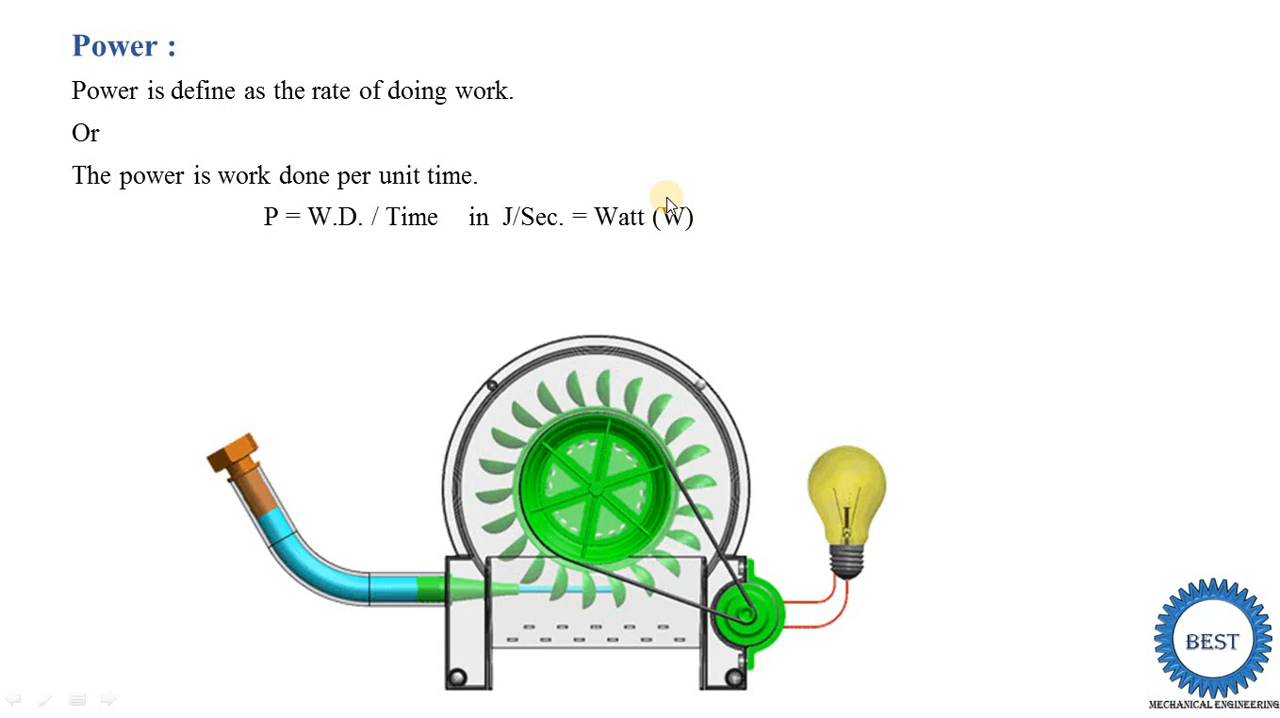 Power :
Power is define as the rate of doing work.
Or
The power is work done per unit time.
P = W.D. / Time in J/Sec. = Watt (W)
BEST
MECHANICAL ENGINEERING